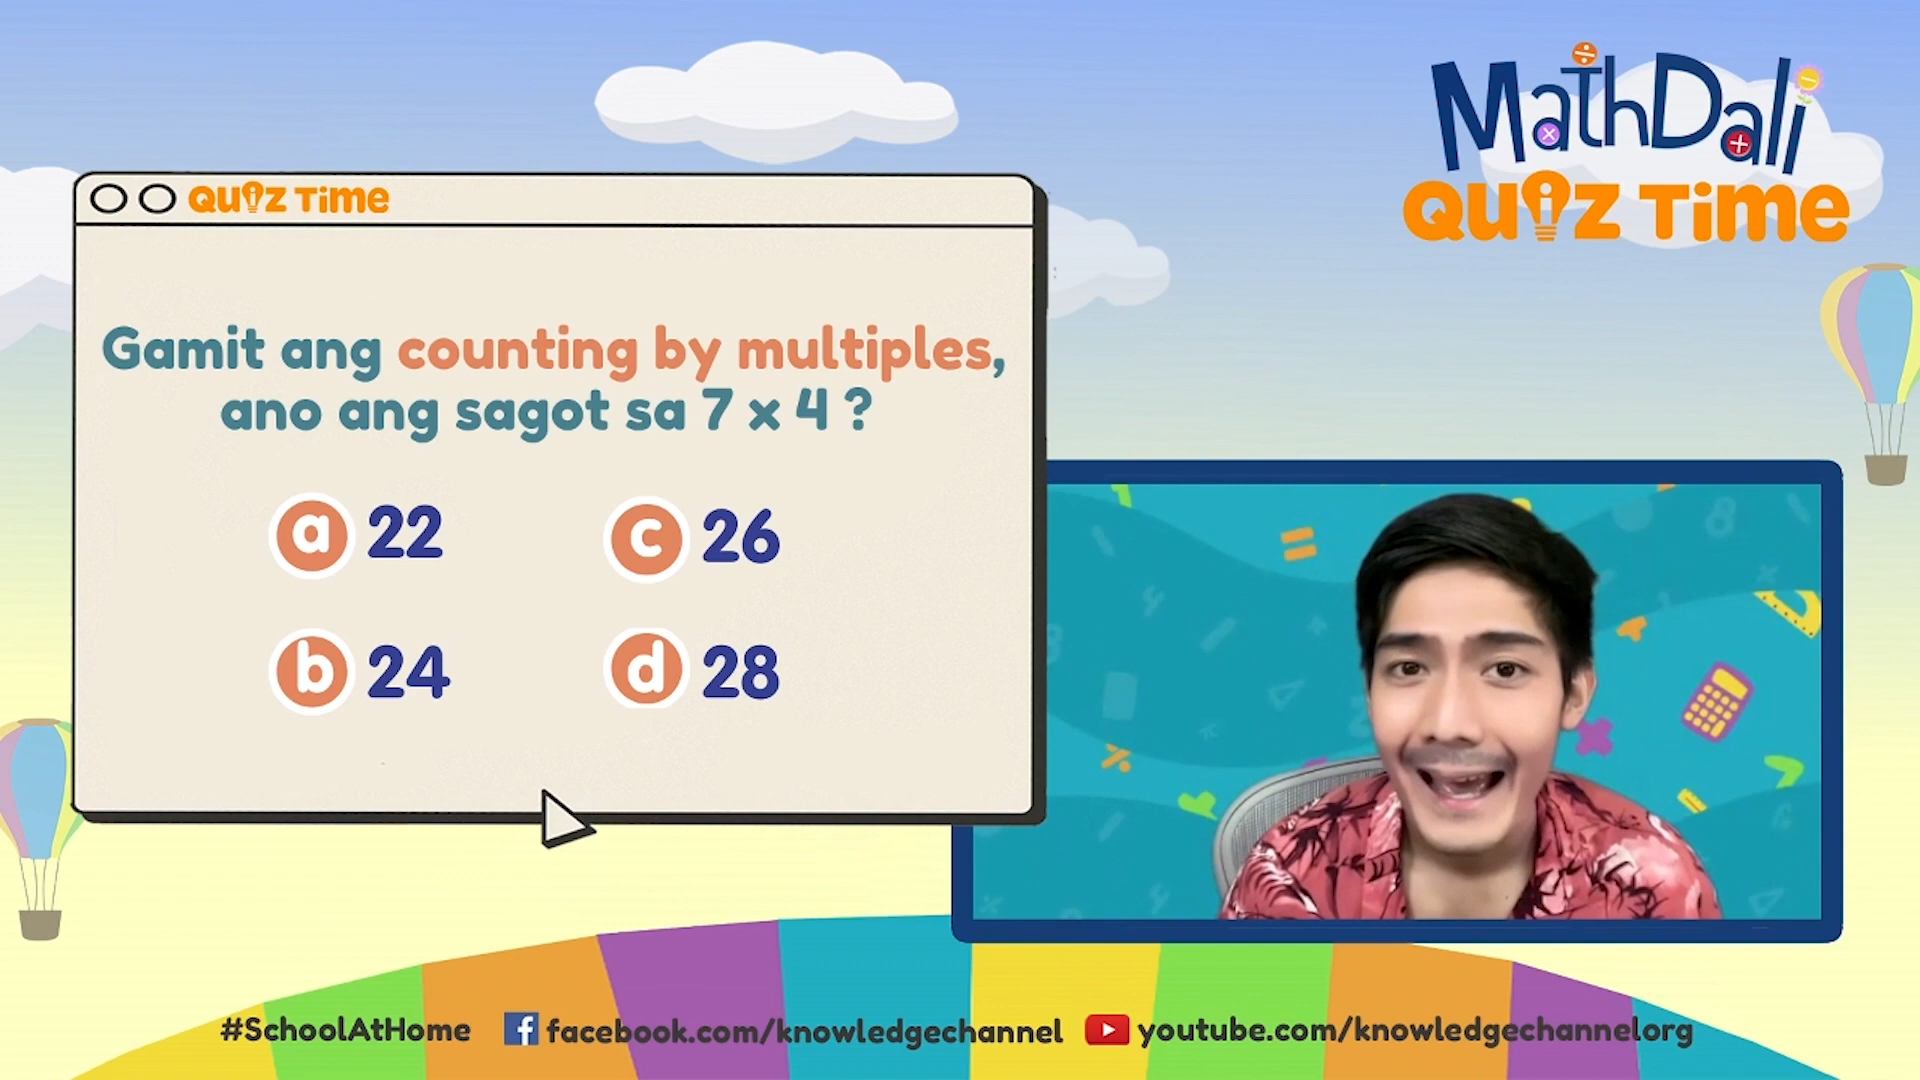 MathDali
QUIZ TIME
QUIZ TIME
Gamit ang counting by multiples,
ano ang sagot sa 7 x 4 ?
a 22
c 26
b 24
d 28
#SchoolAtHome facebook.com/knowledgechannel youtube.com/knowledgechannelorg